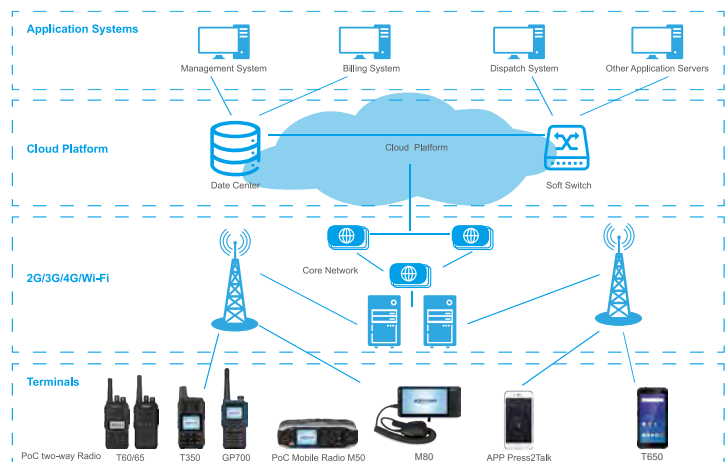 Application Systems
Management System
Billing System
Dispatch System
Other Application Servers
Cloud Platform
Cloud Platform
Date Center
Soft Switch
Core Network
2G/3G/4G/Wi-Fi
Terminals
PoC two-way Radio
T60/65
T350
GP700
PoC Mobile Radio M50
M80
APP Press2Talk
T650